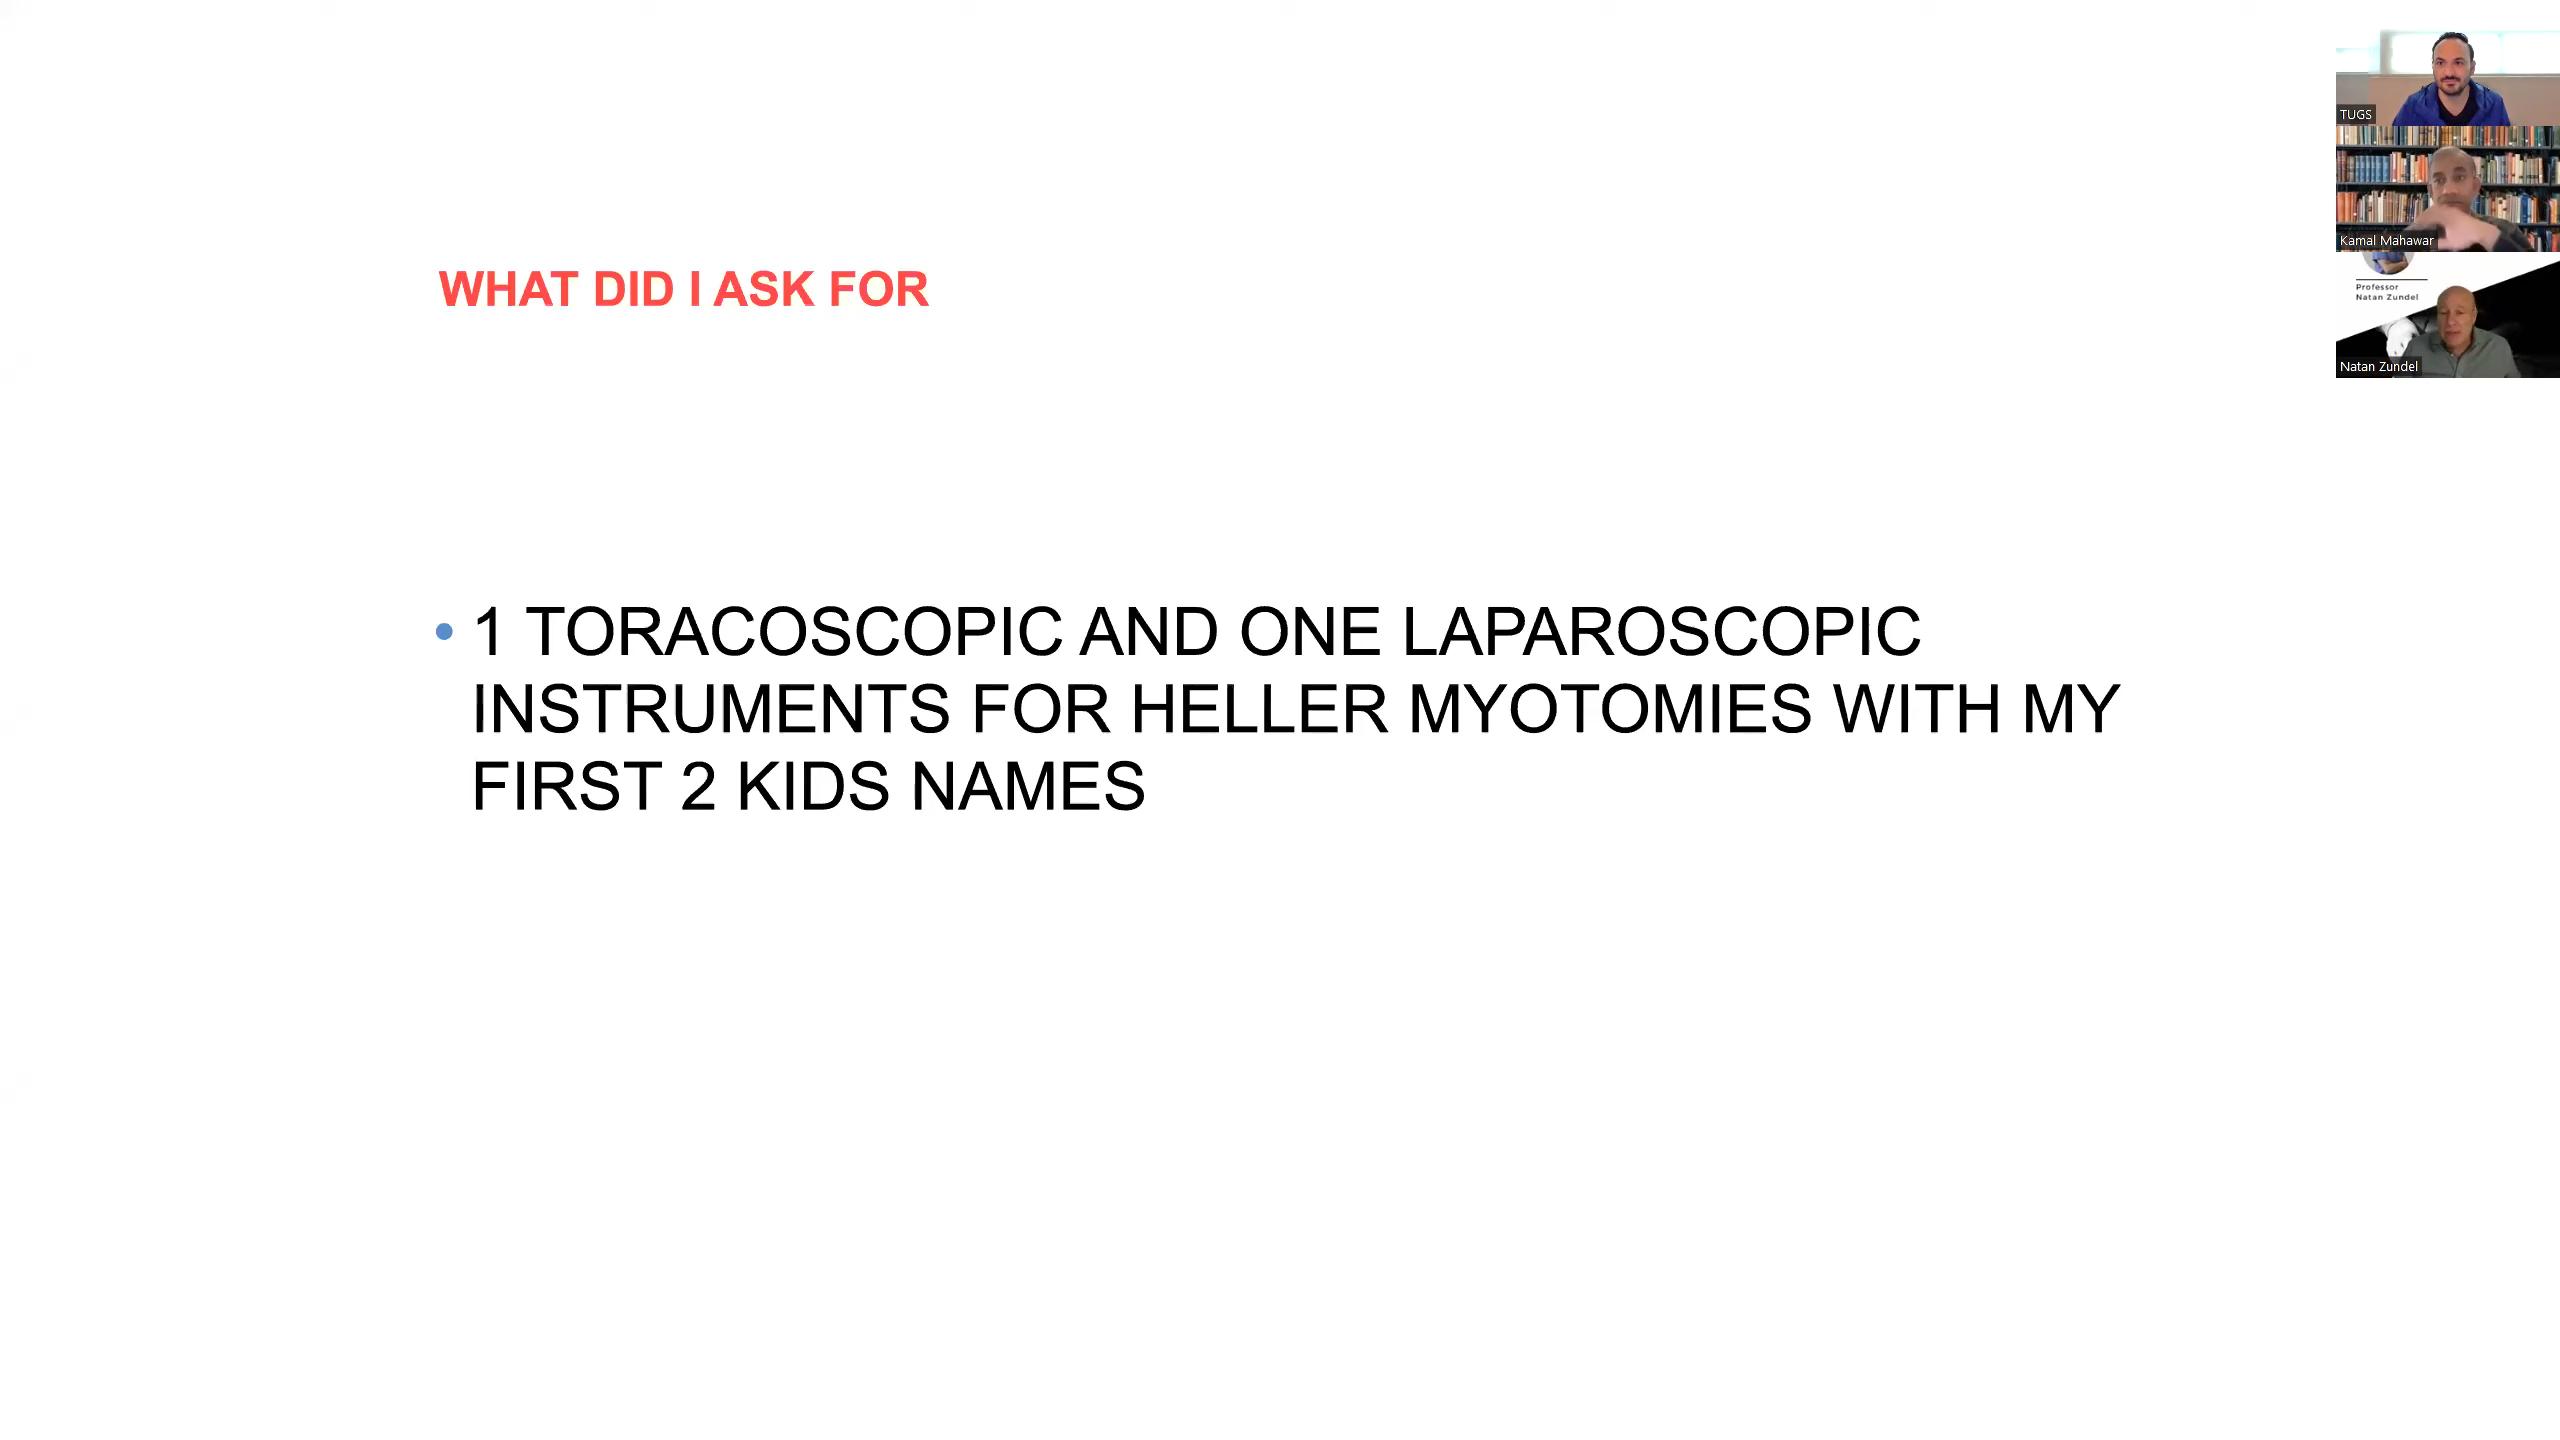 WHAT DID I ASK FOR
• 1 TORACOSCOPIC AND ONE LAPAROSCOPIC
INSTRUMENTS FOR HELLER MYOTOMIES WITH MY
FIRST 2 KIDS NAMES
TUGS
Kamal Mahawar
Professor
Natan Zundel
Natan Zundel